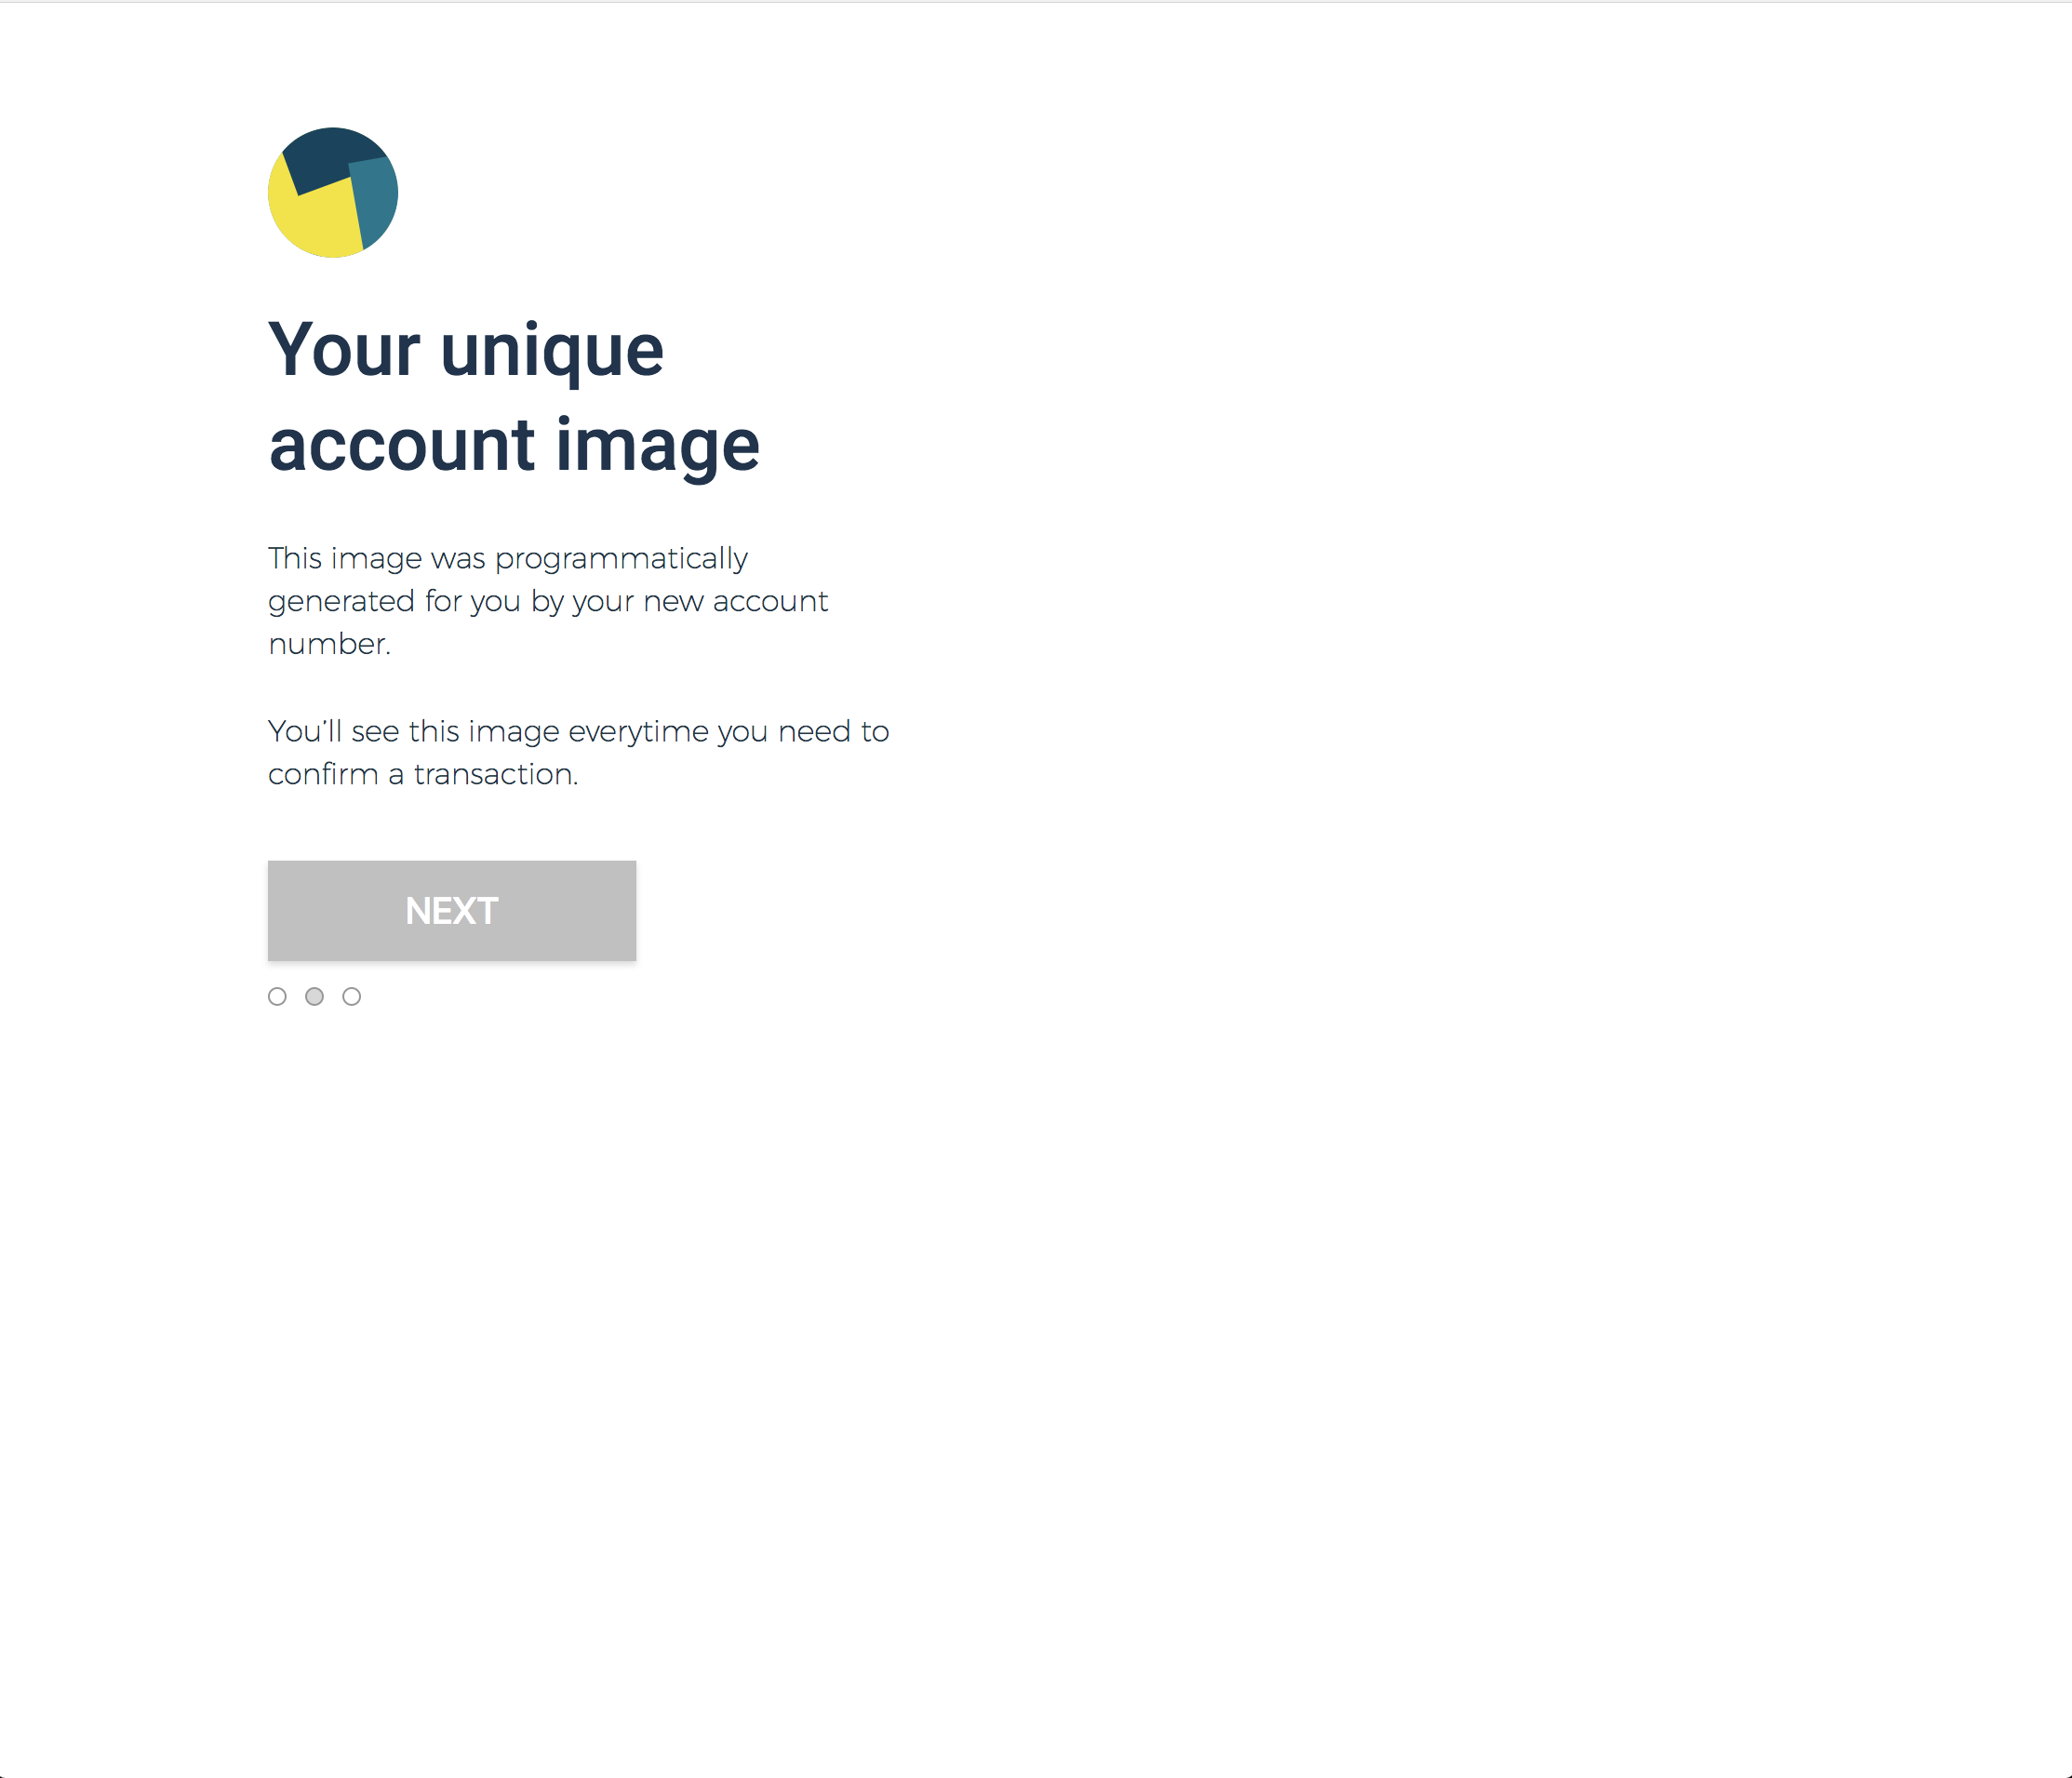 Your unique
account image
This image was programmatically
generated for you by your new account
number.
You'll see this image everytime you need to
confirm a transaction.
NEXT